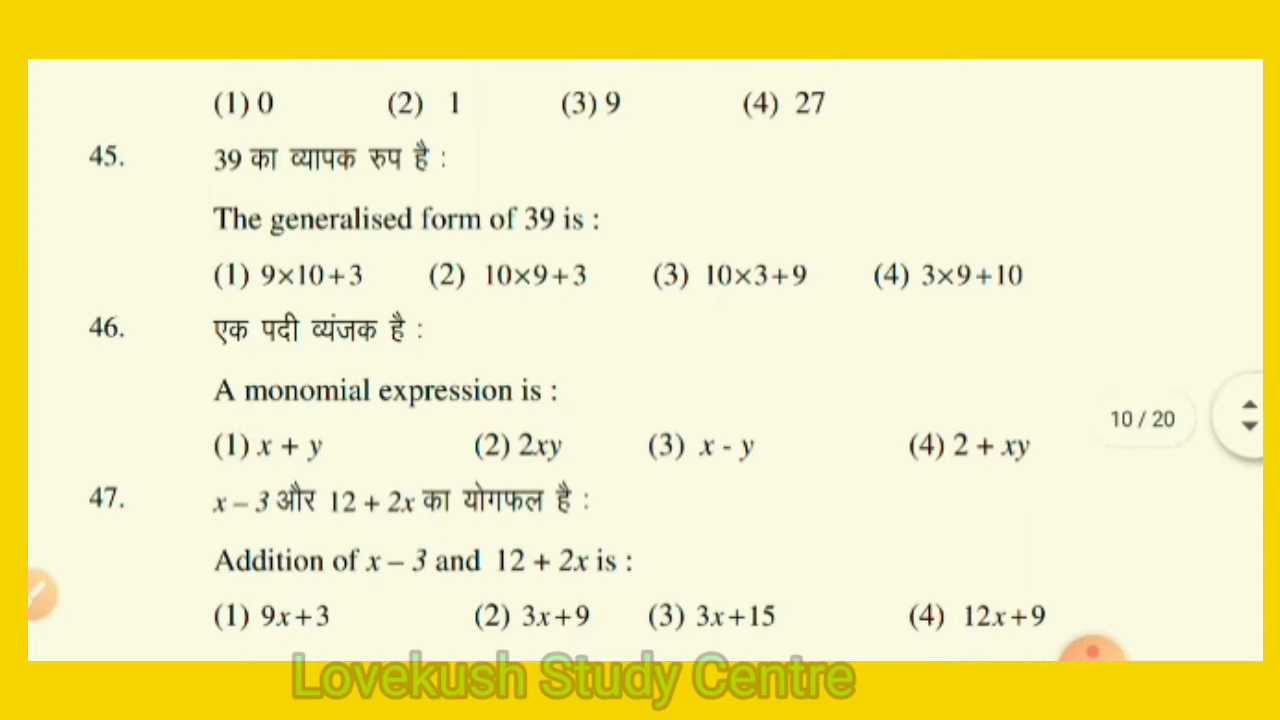 (1) 0 (2) 1 (3) 9 (4) 27
45. 39 का व्यापक रुप है :
The generalised form of 39 is :
(1) 9×10+3 (2) 10×9+3 (3) 10×3+9 (4) 3×9+10
46. एक पदी व्यंजक है :
A monomial expression is :
(1) x + y (2) 2xy (3) x - y (4) 2 + xy
10 / 20
47. x – 3 और 12 + 2x का योगफल है :
Addition of x – 3 and 12 + 2x is :
(1) 9x+3 (2) 3x+9 (3) 3x+15 (4) 12x+9
Lovekush Study Centre